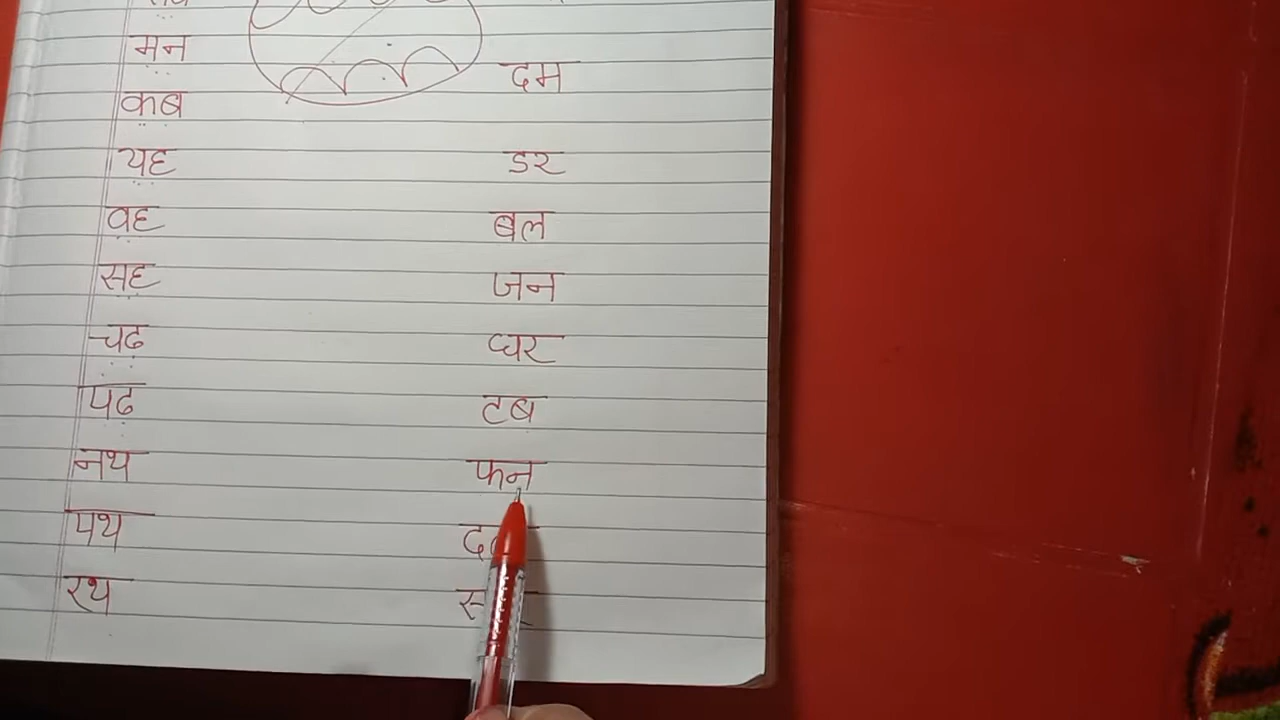 मन
कब
यह
वह
सह
चढ
पढ
नथ
पथ
रथ
दम
डर
बल
जन
घर
टब
फन